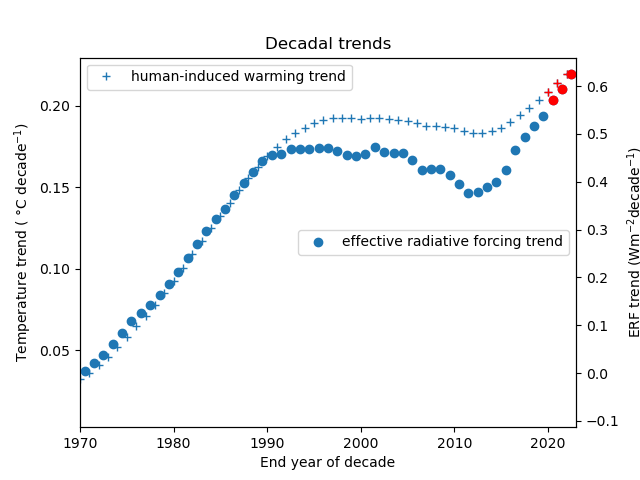 Decadal trends
human-induced warming trend
effective radiative forcing trend
Temperature trend ( °C decade⁻¹)
0.20
0.15
0.10
0.05
ERF trend (Wm⁻²decade⁻¹)
0.6
0.5
0.4
0.3
0.2
0.1
0.0
−0.1
1970 1980 1990 2000 2010 2020
End year of decade